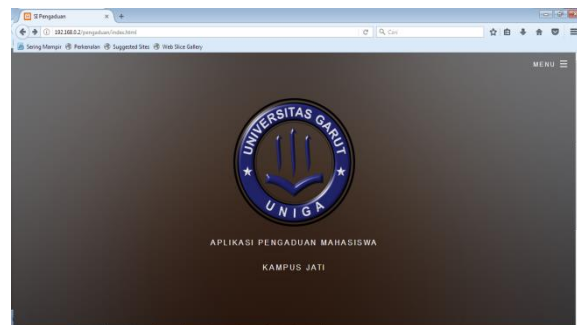 SI Pengaduan
192.168.0.2/pengaduan/index.html
Cari
Sering Mampir Perkenalan Suggested Sites Web Slice Gallery
MENU
UNIVERSITAS GARUT
UNIGA
APLIKASI PENGADUAN MAHASISWA
KAMPUS JATI